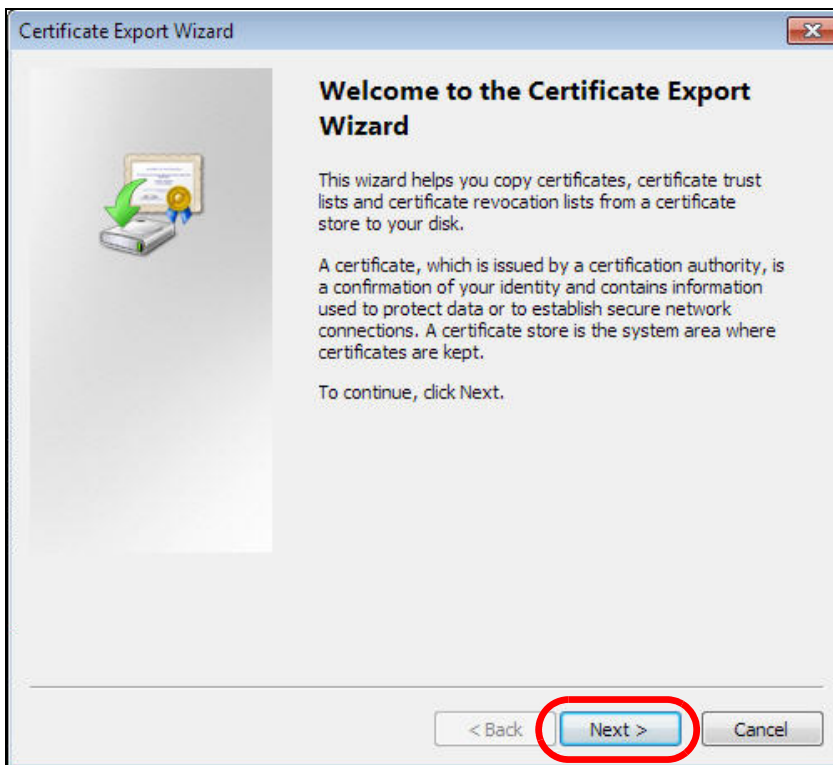 Certificate Export Wizard
Welcome to the Certificate Export
Wizard
This wizard helps you copy certificates, certificate trust
lists and certificate revocation lists from a certificate
store to your disk.
A certificate, which is issued by a certification authority, is
a confirmation of your identity and contains information
used to protect data or to establish secure network
connections. A certificate store is the system area where
certificates are kept.
To continue, click Next.
< Back Next > Cancel